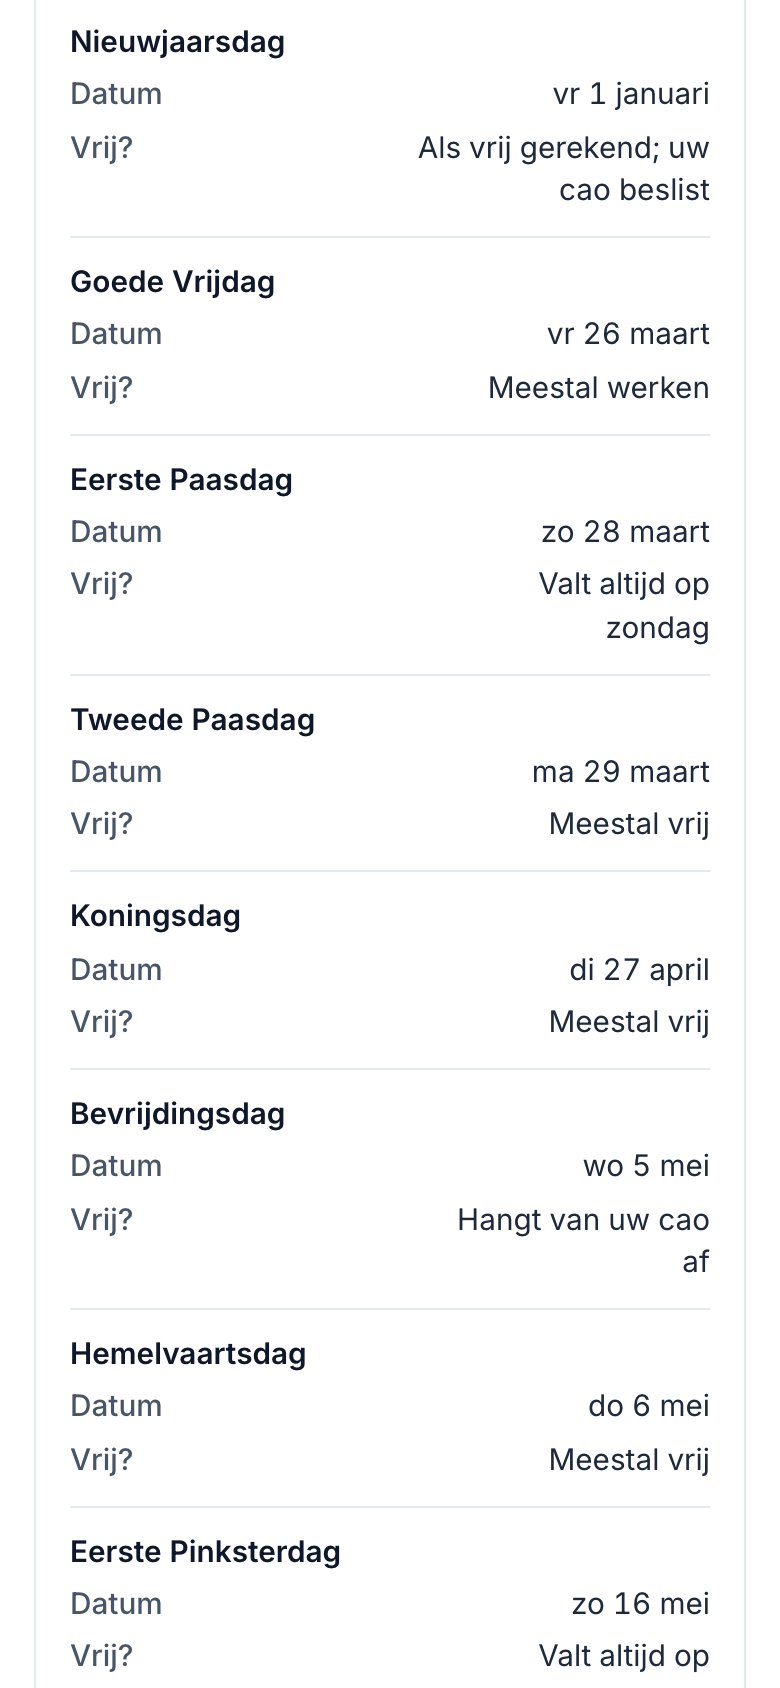 Nieuwjaarsdag
Datum vr 1 januari
Vrij? Als vrij gerekend; uw
cao beslist
Goede Vrijdag
Datum vr 26 maart
Vrij? Meestal werken
Eerste Paasdag
Datum zo 28 maart
Vrij? Valt altijd op
zondag
Tweede Paasdag
Datum ma 29 maart
Vrij? Meestal vrij
Koningsdag
Datum di 27 april
Vrij? Meestal vrij
Bevrijdingsdag
Datum wo 5 mei
Vrij? Hangt van uw cao
af
Hemelvaartsdag
Datum do 6 mei
Vrij? Meestal vrij
Eerste Pinksterdag
Datum zo 16 mei
Vrij? Valt altijd op